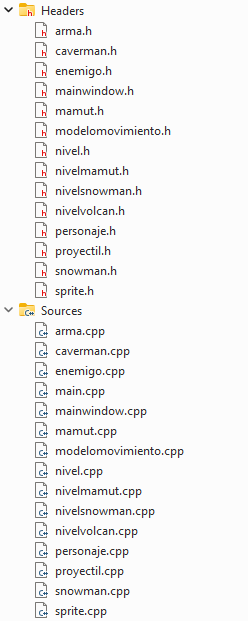 Headers
arma.h
caverman.h
enemigo.h
mainwindow.h
mamut.h
modelomovimiento.h
nivel.h
nivelmamut.h
nivelsnowman.h
nivelvolcan.h
personaje.h
proyectil.h
snowman.h
sprite.h
Sources
arma.cpp
caverman.cpp
enemigo.cpp
main.cpp
mainwindow.cpp
mamut.cpp
modelomovimiento.cpp
nivel.cpp
nivelmamut.cpp
nivelsnowman.cpp
nivelvolcan.cpp
personaje.cpp
proyectil.cpp
snowman.cpp
sprite.cpp